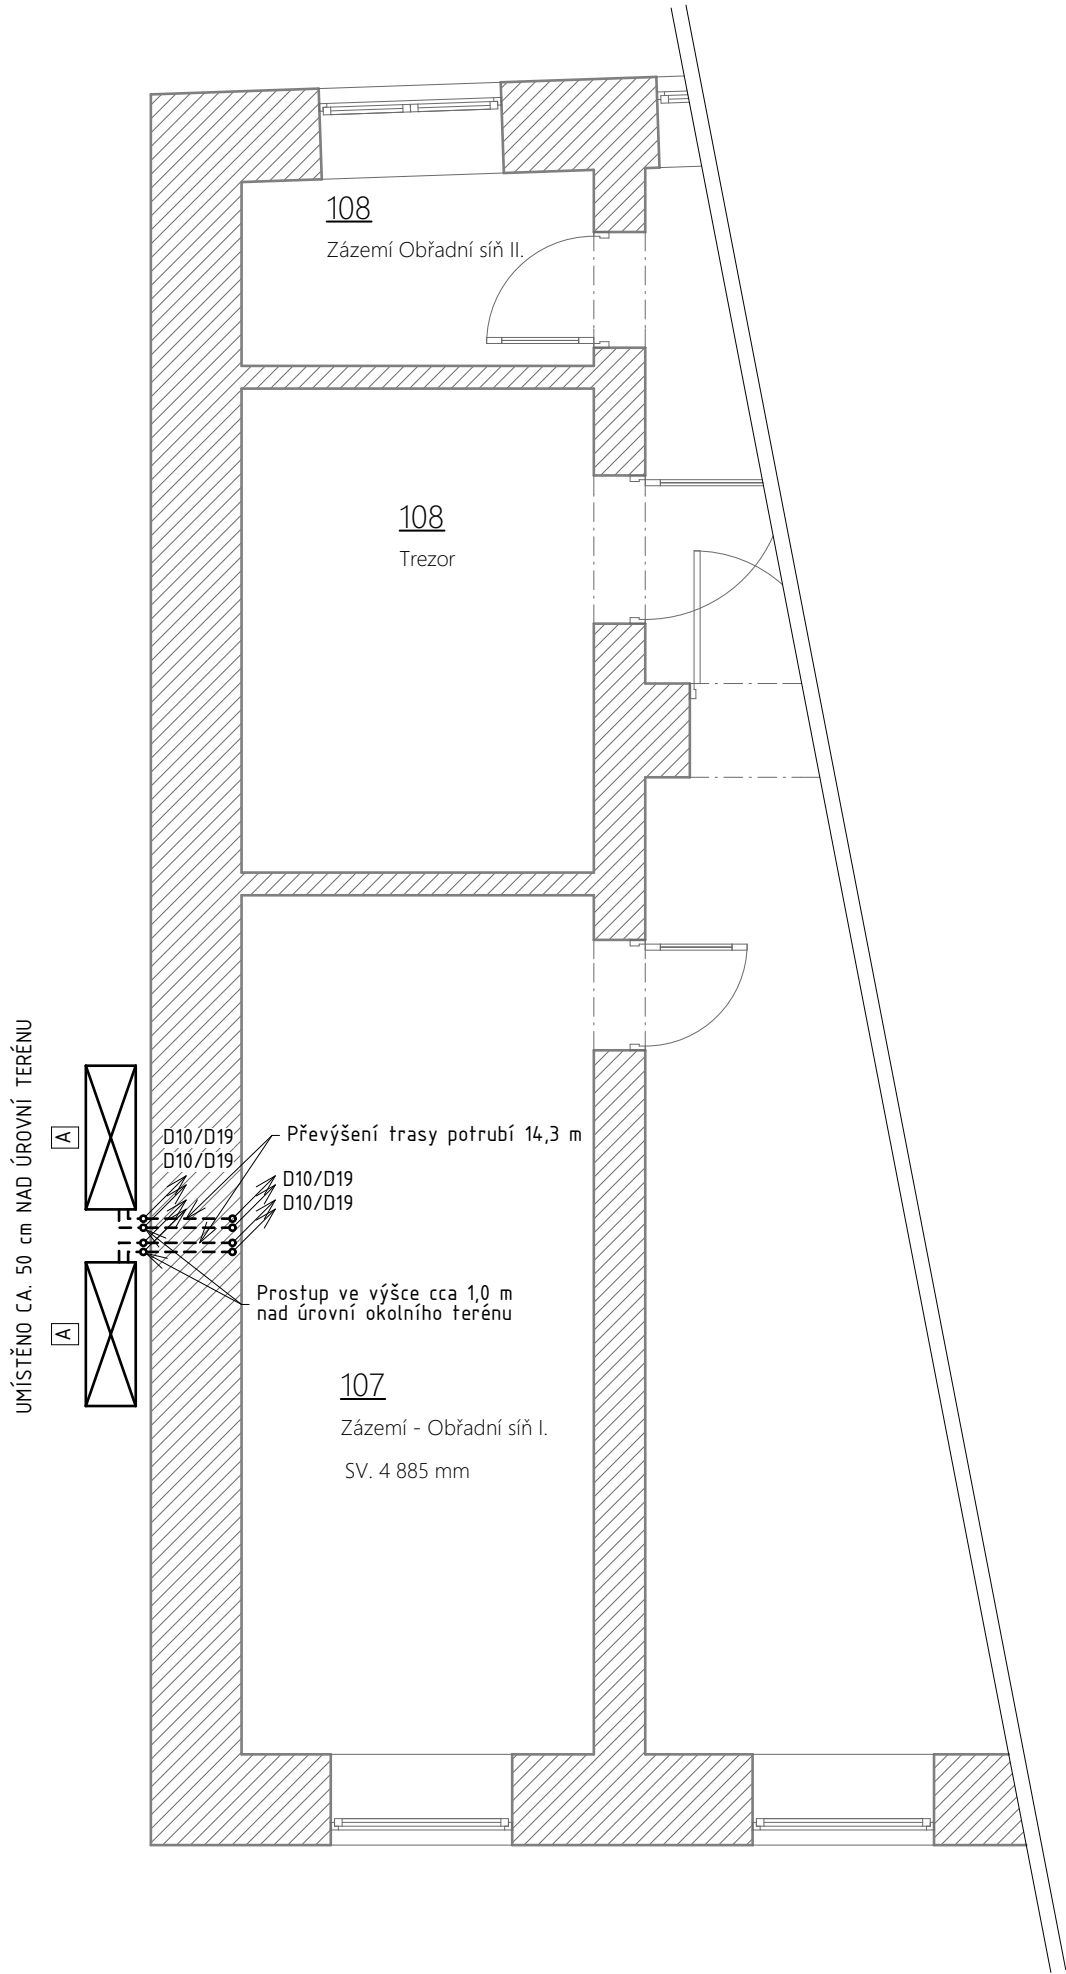 108
Zázemí Obřadní síň II.
108
Trezor
UMÍSTĚNO CA. 50 cm NAD ÚROVNÍ TERÉNU
A
A
D10/D19
D10/D19
Převýšení trasy potrubí 14,3 m
D10/D19
D10/D19
Prostup ve výšce cca 1,0 m
nad úrovní okolního terénu
107
Zázemí - Obřadní síň I.
SV. 4 885 mm